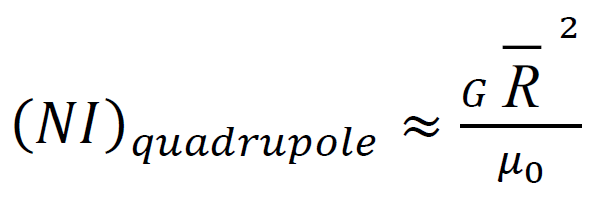 (NI)quadrupole ≈ G R̅ ² / μ₀